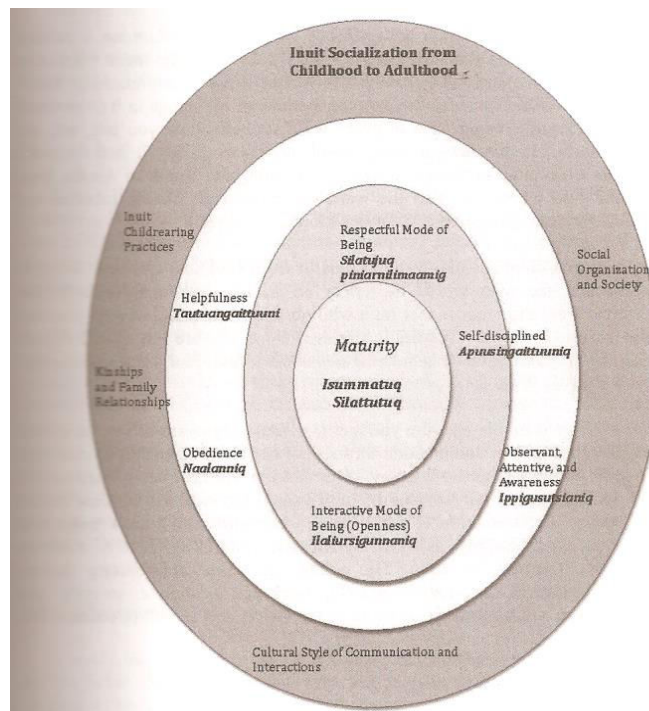 Inuit Socialization from
Childhood to Adulthood
Inuit
Childrearing
Practices
Respectful Mode of
Being
Silatujuq
piniarnilimaamig
Social
Organization
and Society
Helpfulness
Tautuangaittuuni
Self-disciplined
Apuusingaittuuniq
Maturity
Isummatuq
Silattutuq
Kinships
and Family
Relationships
Obedience
Naalanniq
Observant,
Attentive, and
Awareness
Ippigusutsianiq
Interactive Mode of
Being (Openness)
Ilaliursigunnaniq
Cultural Style of Communication and
Interactions